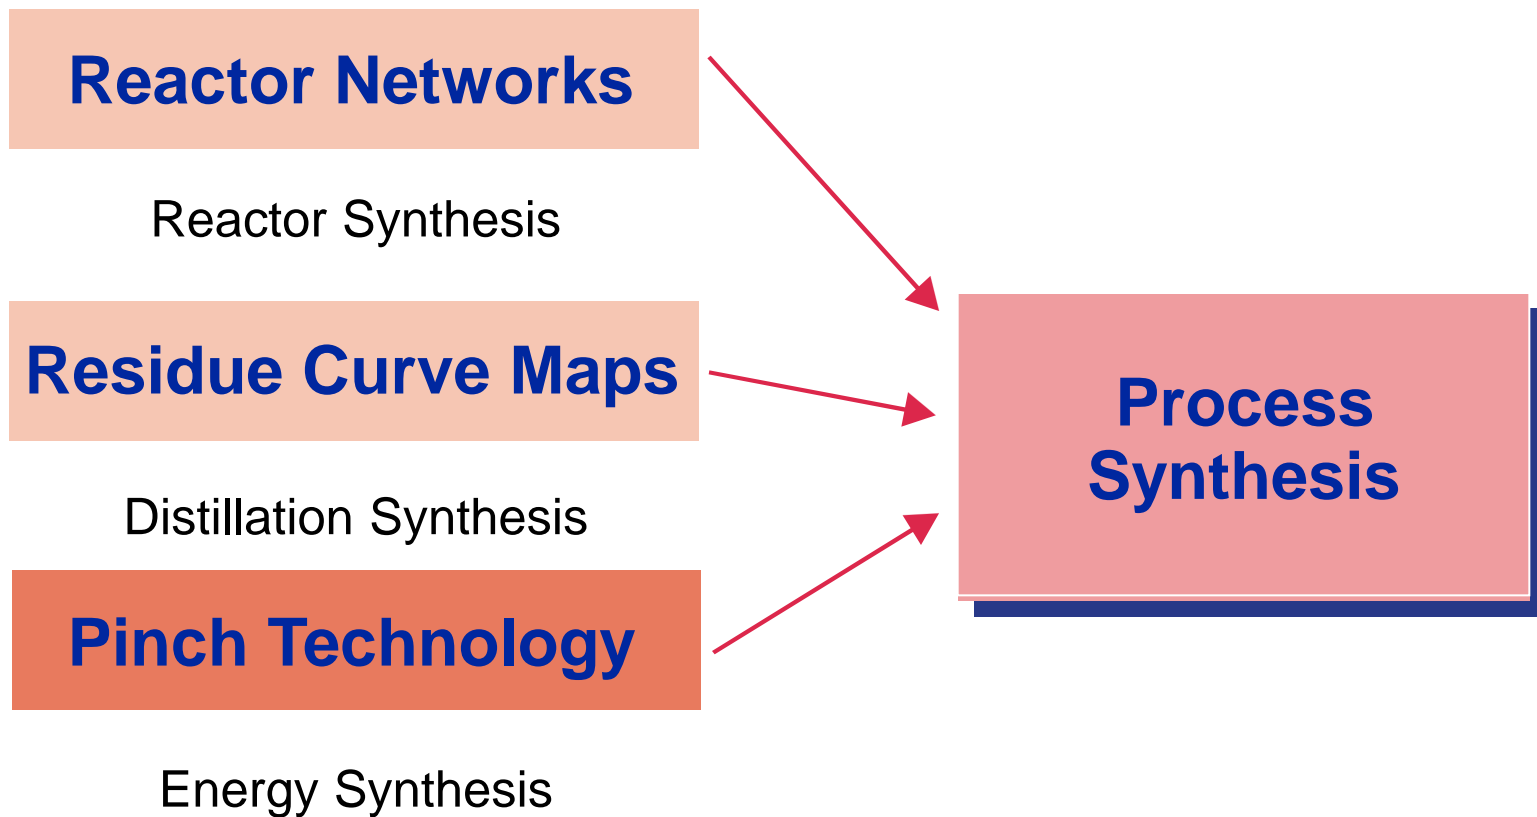 Reactor Networks
Reactor Synthesis
Residue Curve Maps
Distillation Synthesis
Pinch Technology
Energy Synthesis
Process
Synthesis